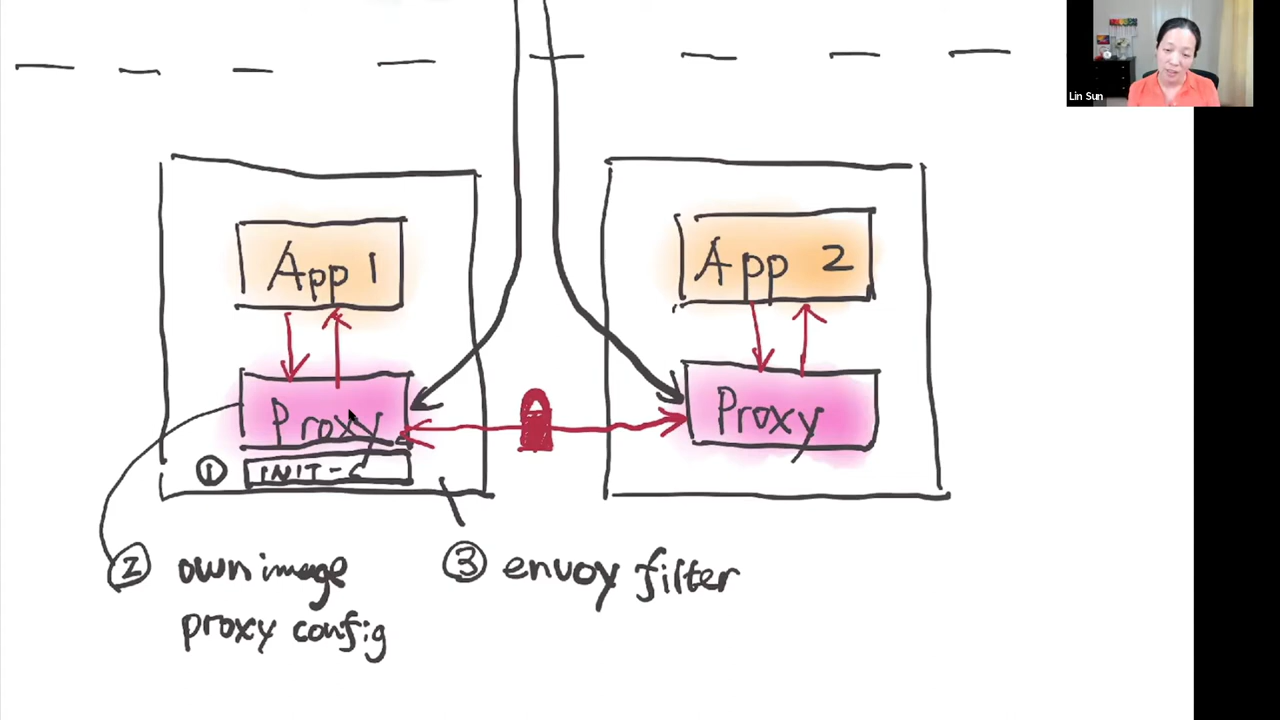 Lin Sun
App 1
App 2
Proxy
Proxy
① INIT-C
② own image
proxy config
③ envoy filter